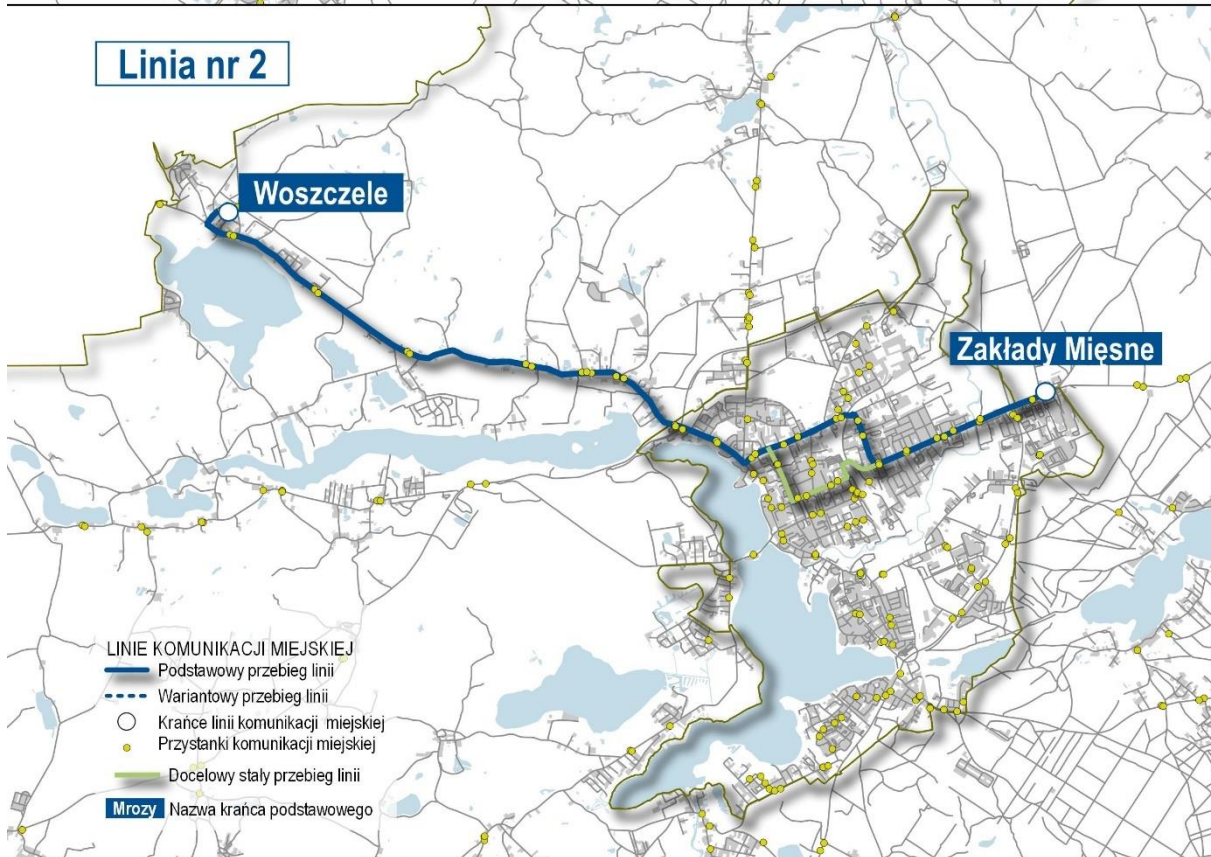 Linia nr 2
Woszczele
Zakłady Mięsne
LINIE KOMUNIKACJI MIEJSKIEJ
Podstawowy przebieg linii
Wariantowy przebieg linii
Krańce linii komunikacji miejskiej
Przystanki komunikacji miejskiej
Docelowy stały przebieg linii
Mrozy Nazwa krańca podstawowego